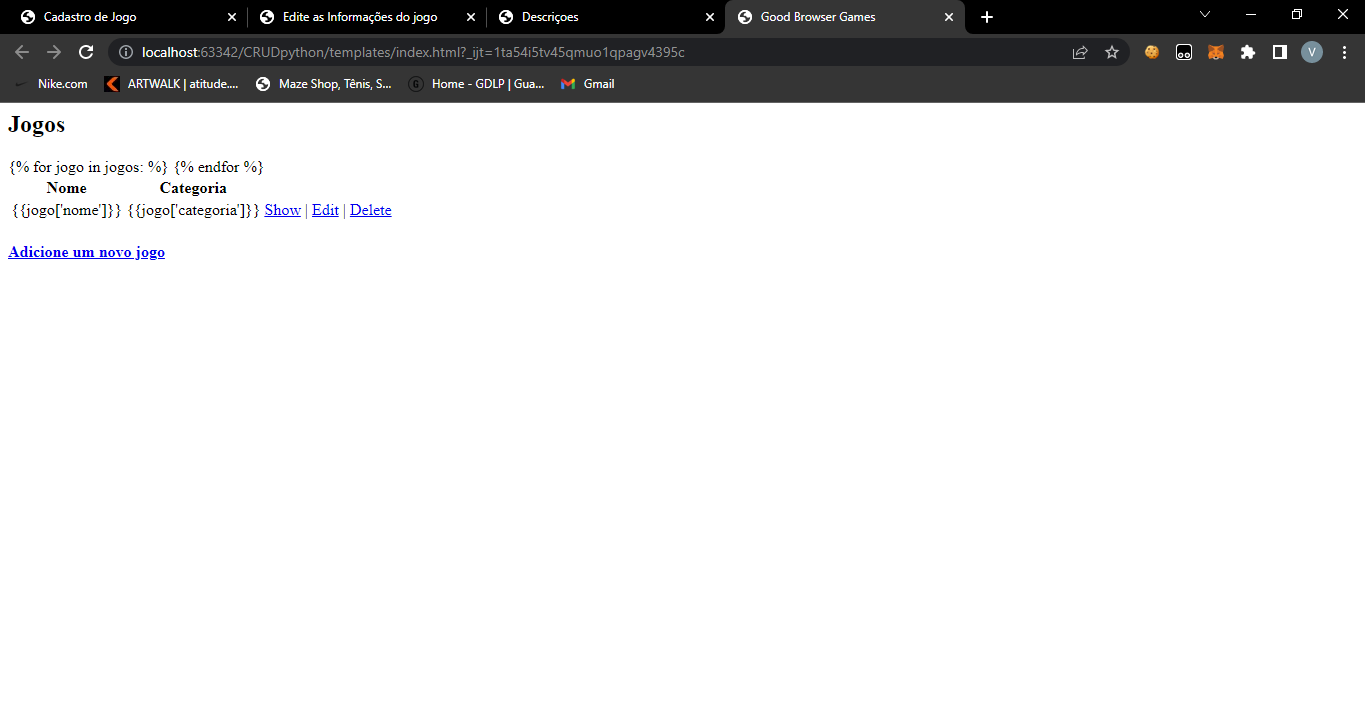 Cadastro de Jogo
Edite as Informações do jogo
Descriçoes
Good Browser Games
localhost:63342/CRUDpython/templates/index.html?_ijt=1ta54i5tv45qmuo1qpagv4395c
V
Nike.com
ARTWALK | atitude....
Maze Shop, Tênis, S...
G
Home - GDLP | Gua...
Gmail
Jogos
{% for jogo in jogos: %} {% endfor %}
Nome Categoria
{{jogo['nome']}} {{jogo['categoria']}} Show | Edit | Delete
Adicione um novo jogo